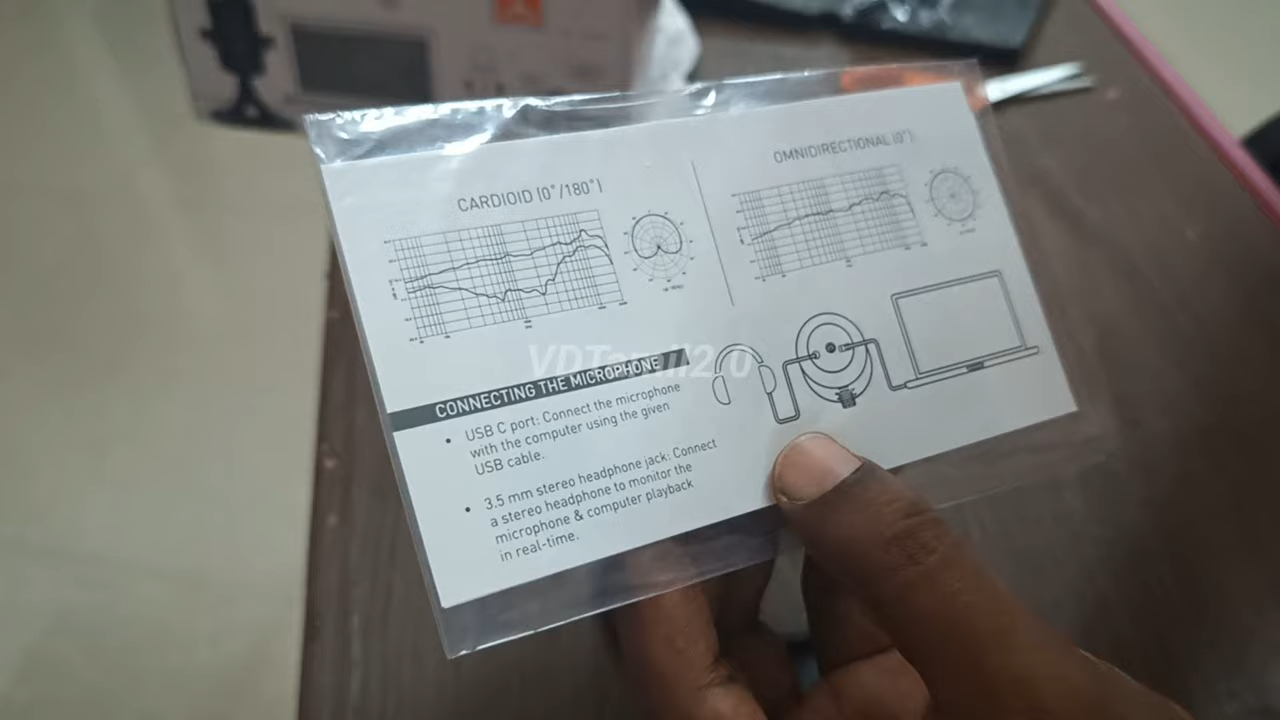 CARDIOID (0°/180°)
OMNIDIRECTIONAL (0°)
VDTamil2.0
CONNECTING THE MICROPHONE
• USB C port: Connect the microphone
with the computer using the given
USB cable.
• 3.5 mm stereo headphone jack: Connect
a stereo headphone to monitor the
microphone & computer playback
in real-time.